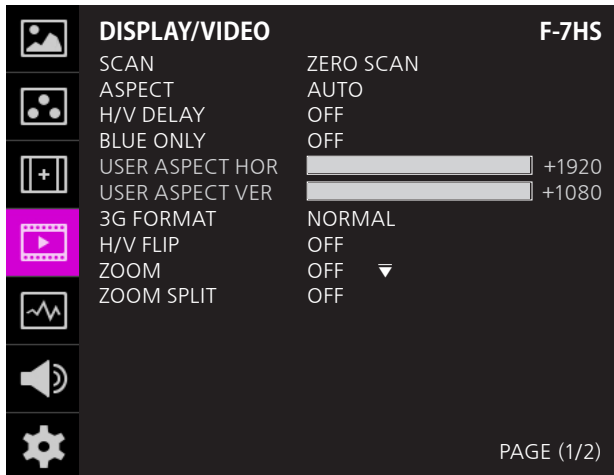 DISPLAY/VIDEO F-7HS
SCAN ZERO SCAN
ASPECT AUTO
H/V DELAY OFF
BLUE ONLY OFF
USER ASPECT HOR +1920
USER ASPECT VER +1080
3G FORMAT NORMAL
H/V FLIP OFF
ZOOM OFF
ZOOM SPLIT OFF
PAGE (1/2)